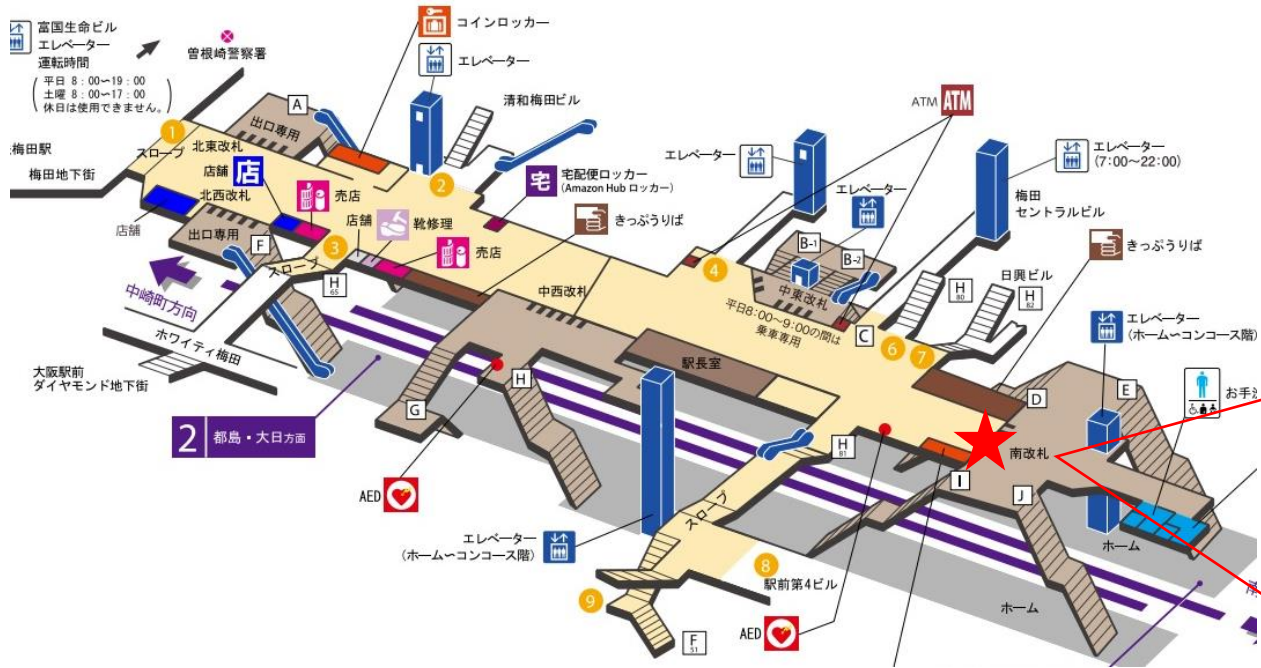 富国生命ビル
エレベーター
運転時間
平日 8:00〜19:00
土曜 8:00〜17:00
休日は使用できません。
曽根崎警察署
コインロッカー
エレベーター
清和梅田ビル
ATM ATM
エレベーター
エレベーター
(7:00〜22:00)
梅田
セントラルビル
エレベーター
A
出口専用
1
スロープ
北東改札
梅田駅
梅田地下街
店舗
店
売店
北西改札
店舗
出口専用
F
2
宅
宅配便ロッカー
(Amazon Hub ロッカー)
きっぷうりば
店舗
靴修理
売店
3
スロープ
H
65
中崎町方向
ホワイティ梅田
大阪駅前
ダイヤモンド地下街
中西改札
4
B-1
B-2
中東改札
平日8:00〜9:00の間は
乗車専用
C
6
7
H
80
日興ビル
H
82
きっぷうりば
エレベーター
(ホーム〜コンコース階)
駅長室
D
E
お手洗
2
都島・大日方面
G
H
AED
H
81
南改札
I
J
スロープ
エレベーター
(ホーム〜コンコース階)
8
駅前第4ビル
9
F
51
AED
ホーム
ホーム